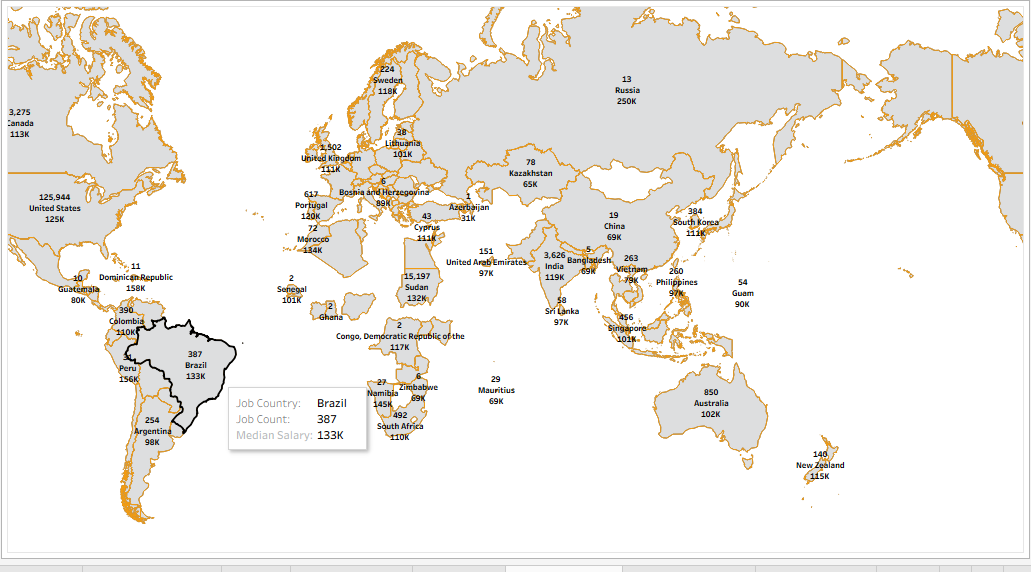 224
Sweden
118K
13
Russia
250K
3,275
Canada
113K
38
Lithuania
101K
1,502
United Kingdom
111K
78
Kazakhstan
65K
6
Bosnia and Herzegovina
89K
125,944
United States
125K
617
Portugal
120K
1
Azerbaijan
31K
43
Cyprus
111K
19
China
69K
384
South Korea
111K
72
Morocco
134K
151
United Arab Emirates
97K
3,626
India
119K
5
Bangladesh
69K
263
Vietnam
79K
260
Philippines
97K
54
Guam
90K
11
Dominican Republic
158K
10
Guatemala
80K
2
Senegal
101K
15,197
Sudan
132K
58
Sri Lanka
97K
2
Ghana
390
Colombia
110K
456
Singapore
101K
2
Congo, Democratic Republic of the
117K
387
Brazil
133K
Peru
156K
27
Namibia
145K
6
Zimbabwe
69K
29
Mauritius
69K
850
Australia
102K
Job Country: Brazil
Job Count: 387
Median Salary: 133K
254
Argentina
98K
492
South Africa
110K
140
New Zealand
115K